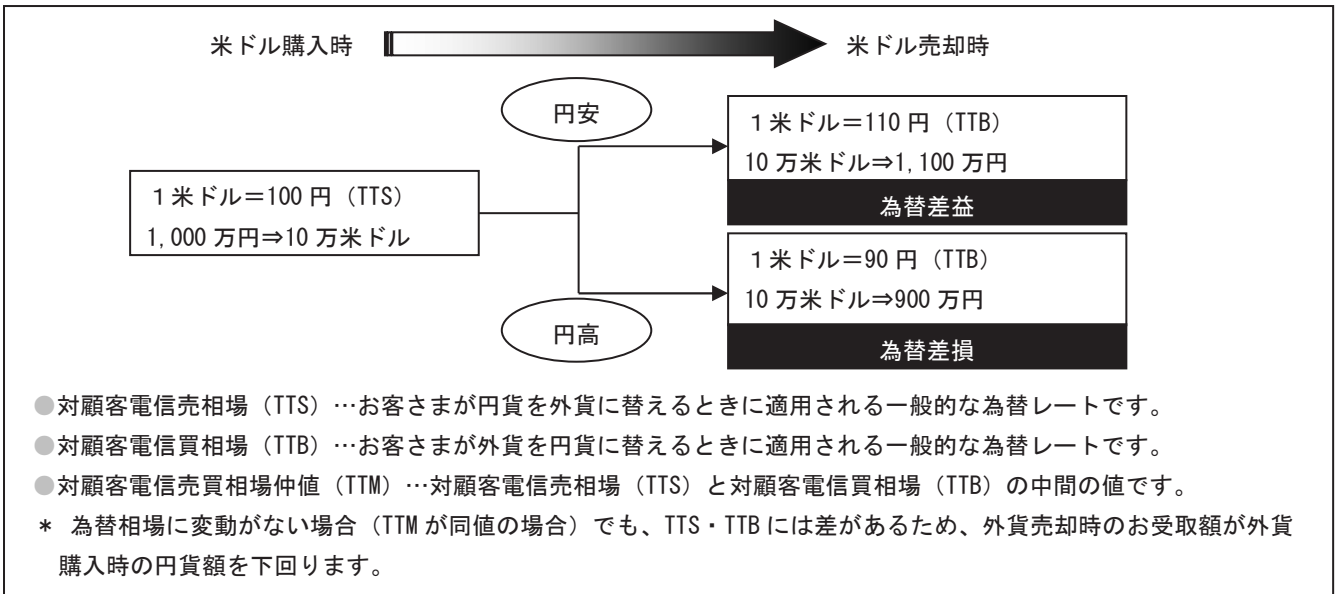 米ドル購入時
米ドル売却時
円安
1米ドル=110円（TTB）
10万米ドル⇒1,100万円
為替差益
1米ドル=100円（TTS）
1,000万円⇒10万米ドル
1米ドル=90円（TTB）
10万米ドル⇒900万円
円高
為替差損
●対顧客電信売相場（TTS）…お客さまが円貨を外貨に替えるときに適用される一般的な為替レートです。
●対顧客電信買相場（TTB）…お客さまが外貨を円貨に替えるときに適用される一般的な為替レートです。
●対顧客電信売買相場仲値（TTM）…対顧客電信売相場（TTS）と対顧客電信買相場（TTB）の中間の値です。
* 為替相場に変動がない場合（TTMが同値の場合）でも、TTS・TTBには差があるため、外貨売却時のお受取額が外貨
購入時の円貨額を下回ります。